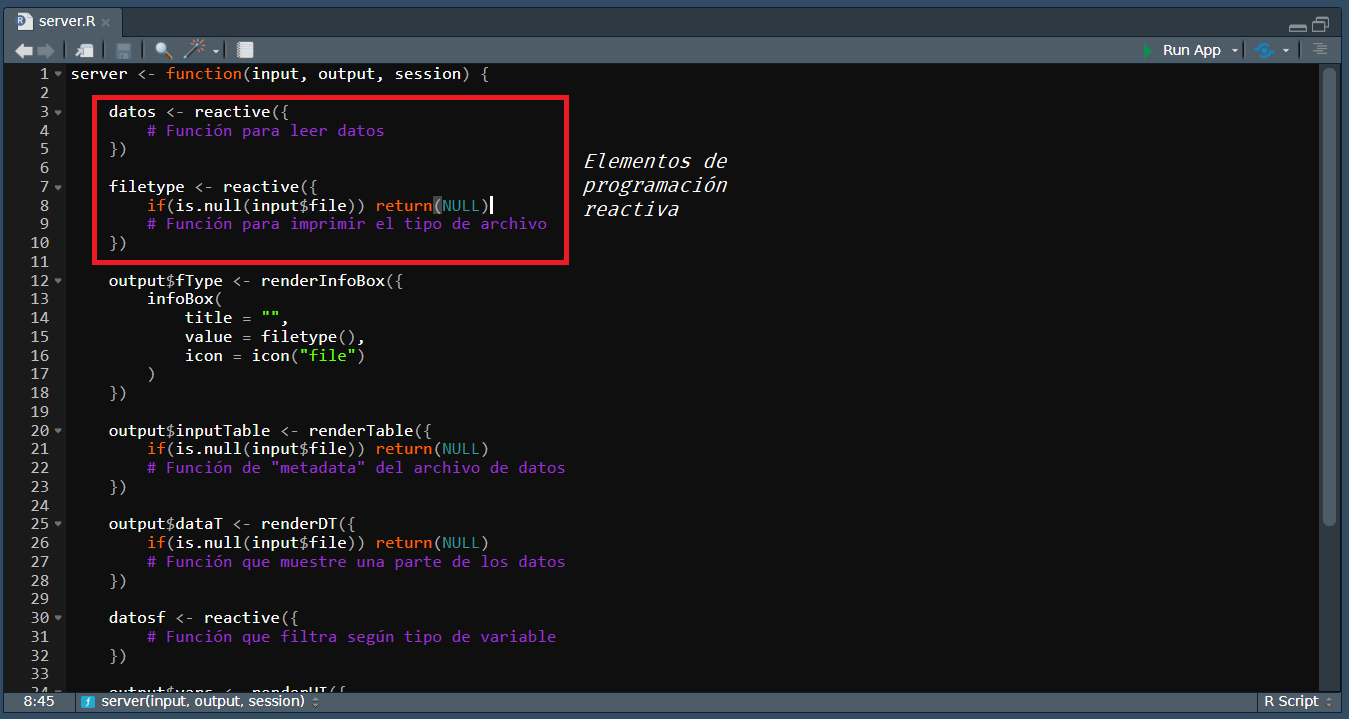 server.R
Run App
1 server <- function(input, output, session) {
2
3 datos <- reactive({
4 # Función para leer datos
5 })
6
7 filetype <- reactive({
8 if(is.null(input$file)) return(NULL)
9 # Función para imprimir el tipo de archivo
10 })
Elementos de
programación
reactiva
11
12 output$fType <- renderInfoBox({
13 infoBox(
14 title = "",
15 value = filetype(),
16 icon = icon("file")
17 )
18 })
19
20 output$inputTable <- renderTable({
21 if(is.null(input$file)) return(NULL)
22 # Función de "metadata" del archivo de datos
23 })
24
25 output$dataT <- renderDT({
26 if(is.null(input$file)) return(NULL)
27 # Función que muestre una parte de los datos
28 })
29
30 datosf <- reactive({
31 # Función que filtra según tipo de variable
32 })
33
34 output$vars <- renderUI({
8:45 server(input, output, session) R Script